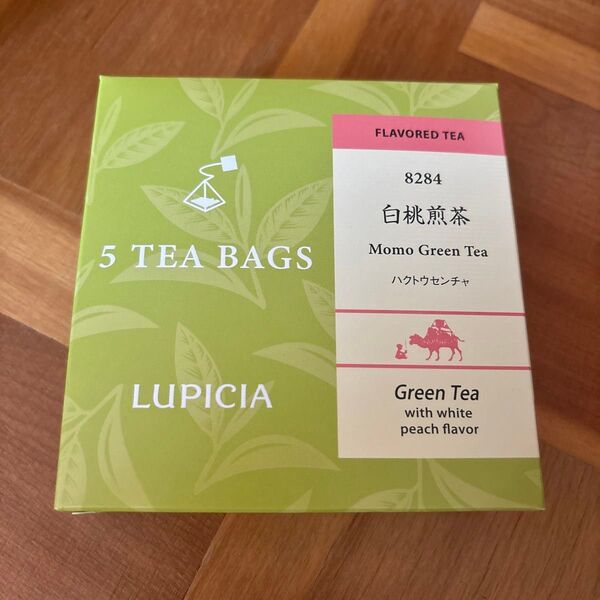 5 TEA BAGS
LUPICIA
FLAVORED TEA
8284
白桃煎茶
Momo Green Tea
ハクトウセンチャ
Green Tea
with white
peach flavor